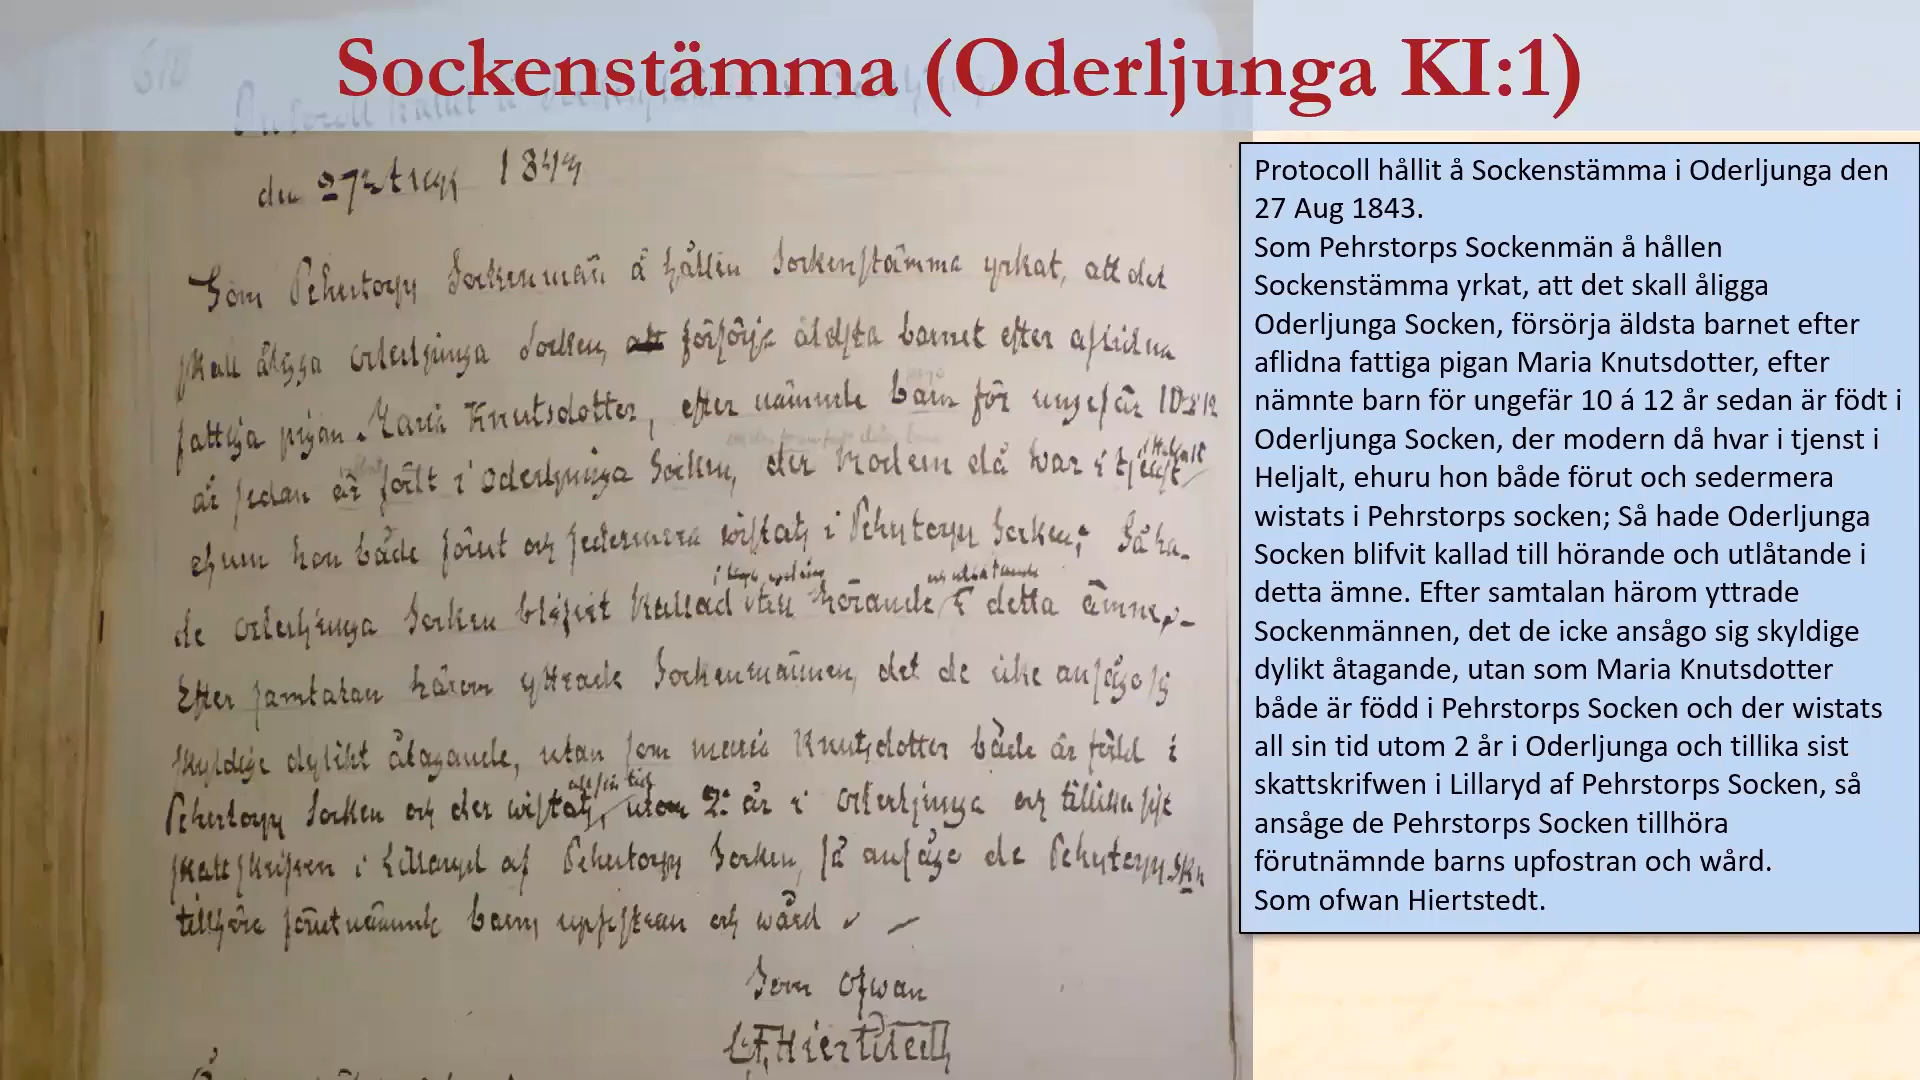 Sockenstämma (Oderljunga KI:1)
den 27 Aug 1843
Som Pehrstorps Sockenmän å hållen Sockenstämma yrkat, att det
skall åligga Oderljunga Socken, försörja äldsta barnet efter aflidna
fattiga pigan Maria Knutsdotter, efter nämnte barn för ungefär 10 á 12
år sedan är födt i Oderljunga Socken, der Modern då war i tjenst i Heljalt
ehuru hon både förut och sedermera wistats i Pehrstorps Socken; Så ha-
de Oderljunga Socken blifvit kallad till hörande och utlåtande i detta ämne.-
Efter samtalan härom yttrade Sockenmännen, det de icke ansågo sig
skyldige dylikt åtagande, utan som Maria Knutsdotter både är född i
Pehrstorps Socken och der wistats all sin tid utom 2 år i Oderljunga och tillika sist
skattskrifven i Lillaryd af Pehrstorps Socken, så ansåge de Pehrstorps Skn
tillhöra förutnämnde barns uppfostran och wård
Som Ofwan
Hiertstedt
Protocoll hållit å Sockenstämma i Oderljunga den
27 Aug 1843.
Som Pehrstorps Sockenmän å hållen
Sockenstämma yrkat, att det skall åligga
Oderljunga Socken, försörja äldsta barnet efter
aflidna fattiga pigan Maria Knutsdotter, efter
nämnte barn för ungefär 10 á 12 år sedan är född i
Oderljunga Socken, der modern då hvar i tjenst i
Heljalt, ehuru hon både förut och sedermera
wistats i Pehrstorps socken; Så hade Oderljunga
Socken blifvit kallad till hörande och utlåtande i
detta ämne. Efter samtalan härom yttrade
Sockenmännen, det de icke ansågo sig skyldige
dylikt åtagande, utan som Maria Knutsdotter
både är född i Pehrstorps Socken och der wistats
all sin tid utom 2 år i Oderljunga och tillika sist
skattskrifwen i Lillaryd af Pehrstorps Socken, så
ansåge de Pehrstorps Socken tillhöra
förutnämnde barns upfostran och wård.
Som ofwan Hiertstedt.